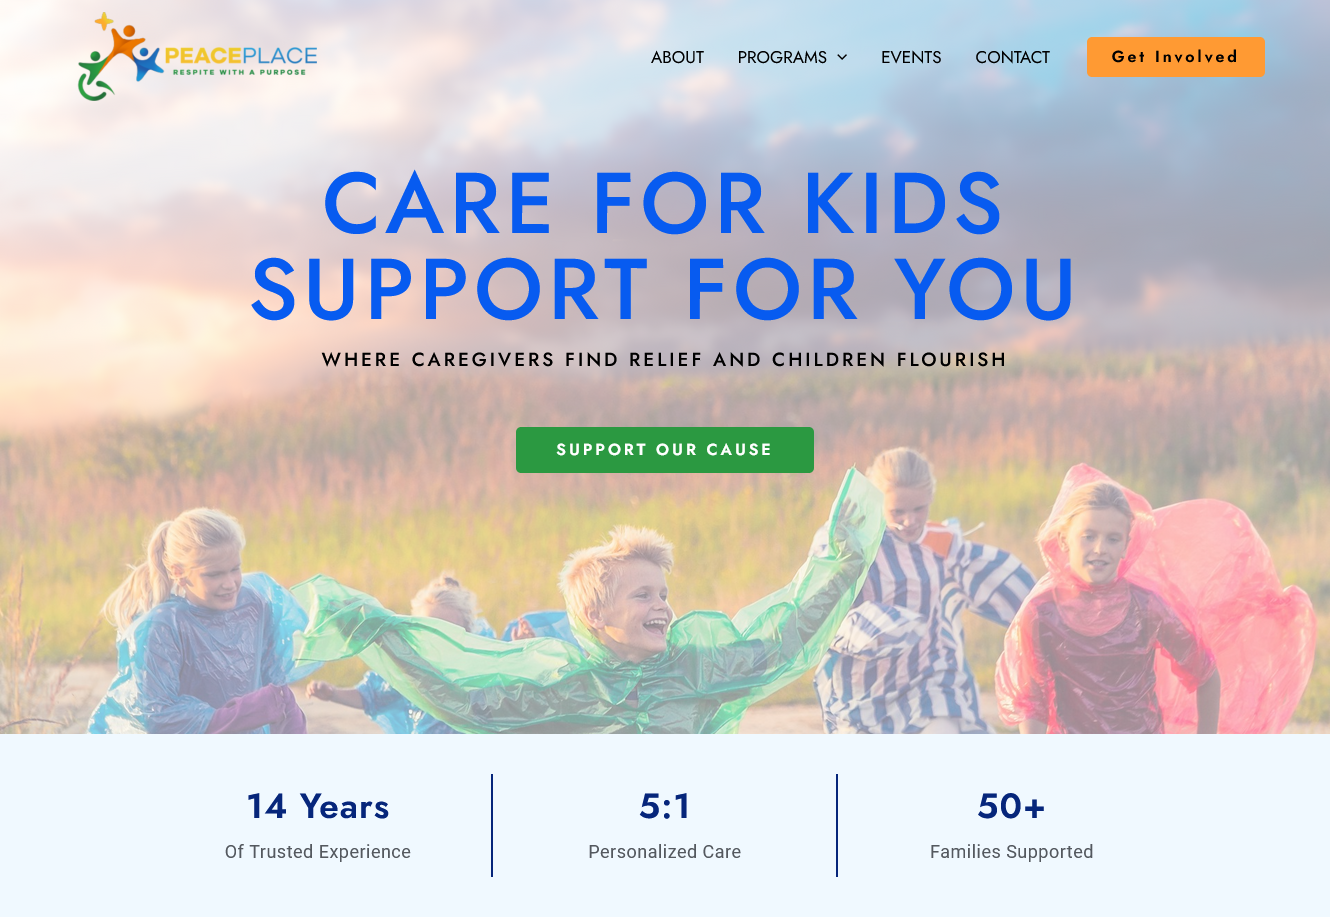 PEACEPLACE
RESPITE WITH A PURPOSE
ABOUT PROGRAMS EVENTS CONTACT Get Involved
CARE FOR KIDS
SUPPORT FOR YOU
WHERE CAREGIVERS FIND RELIEF AND CHILDREN FLOURISH
SUPPORT OUR CAUSE
14 Years
Of Trusted Experience
5:1
Personalized Care
50+
Families Supported